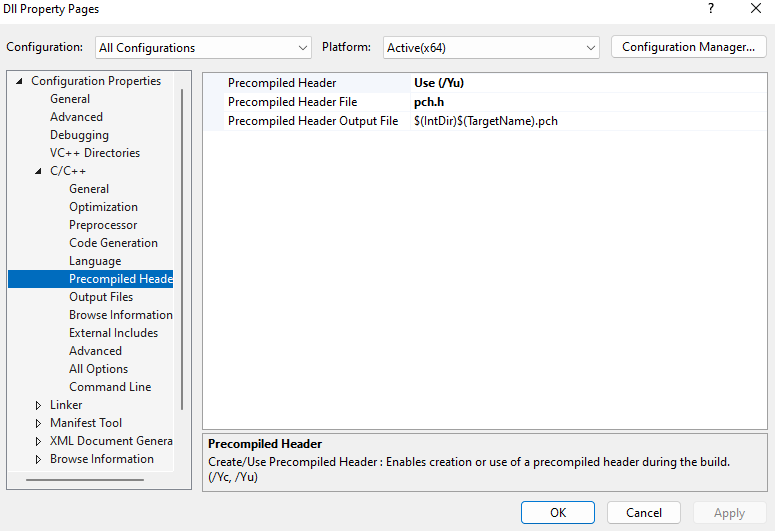 Dll Property Pages ? X
Configuration: All Configurations Platform: Active(x64) Configuration Manager...
Configuration Properties
General
Advanced
Debugging
VC++ Directories
C/C++
General
Optimization
Preprocessor
Code Generation
Language
Precompiled Heade
Output Files
Browse Information
External Includes
Advanced
All Options
Command Line
Linker
Manifest Tool
XML Document Genera
Browse Information
Precompiled Header Use (/Yu)
Precompiled Header File pch.h
Precompiled Header Output File $(IntDir)$(TargetName).pch
Precompiled Header
Create/Use Precompiled Header : Enables creation or use of a precompiled header during the build.
(/Yc, /Yu)
OK Cancel Apply